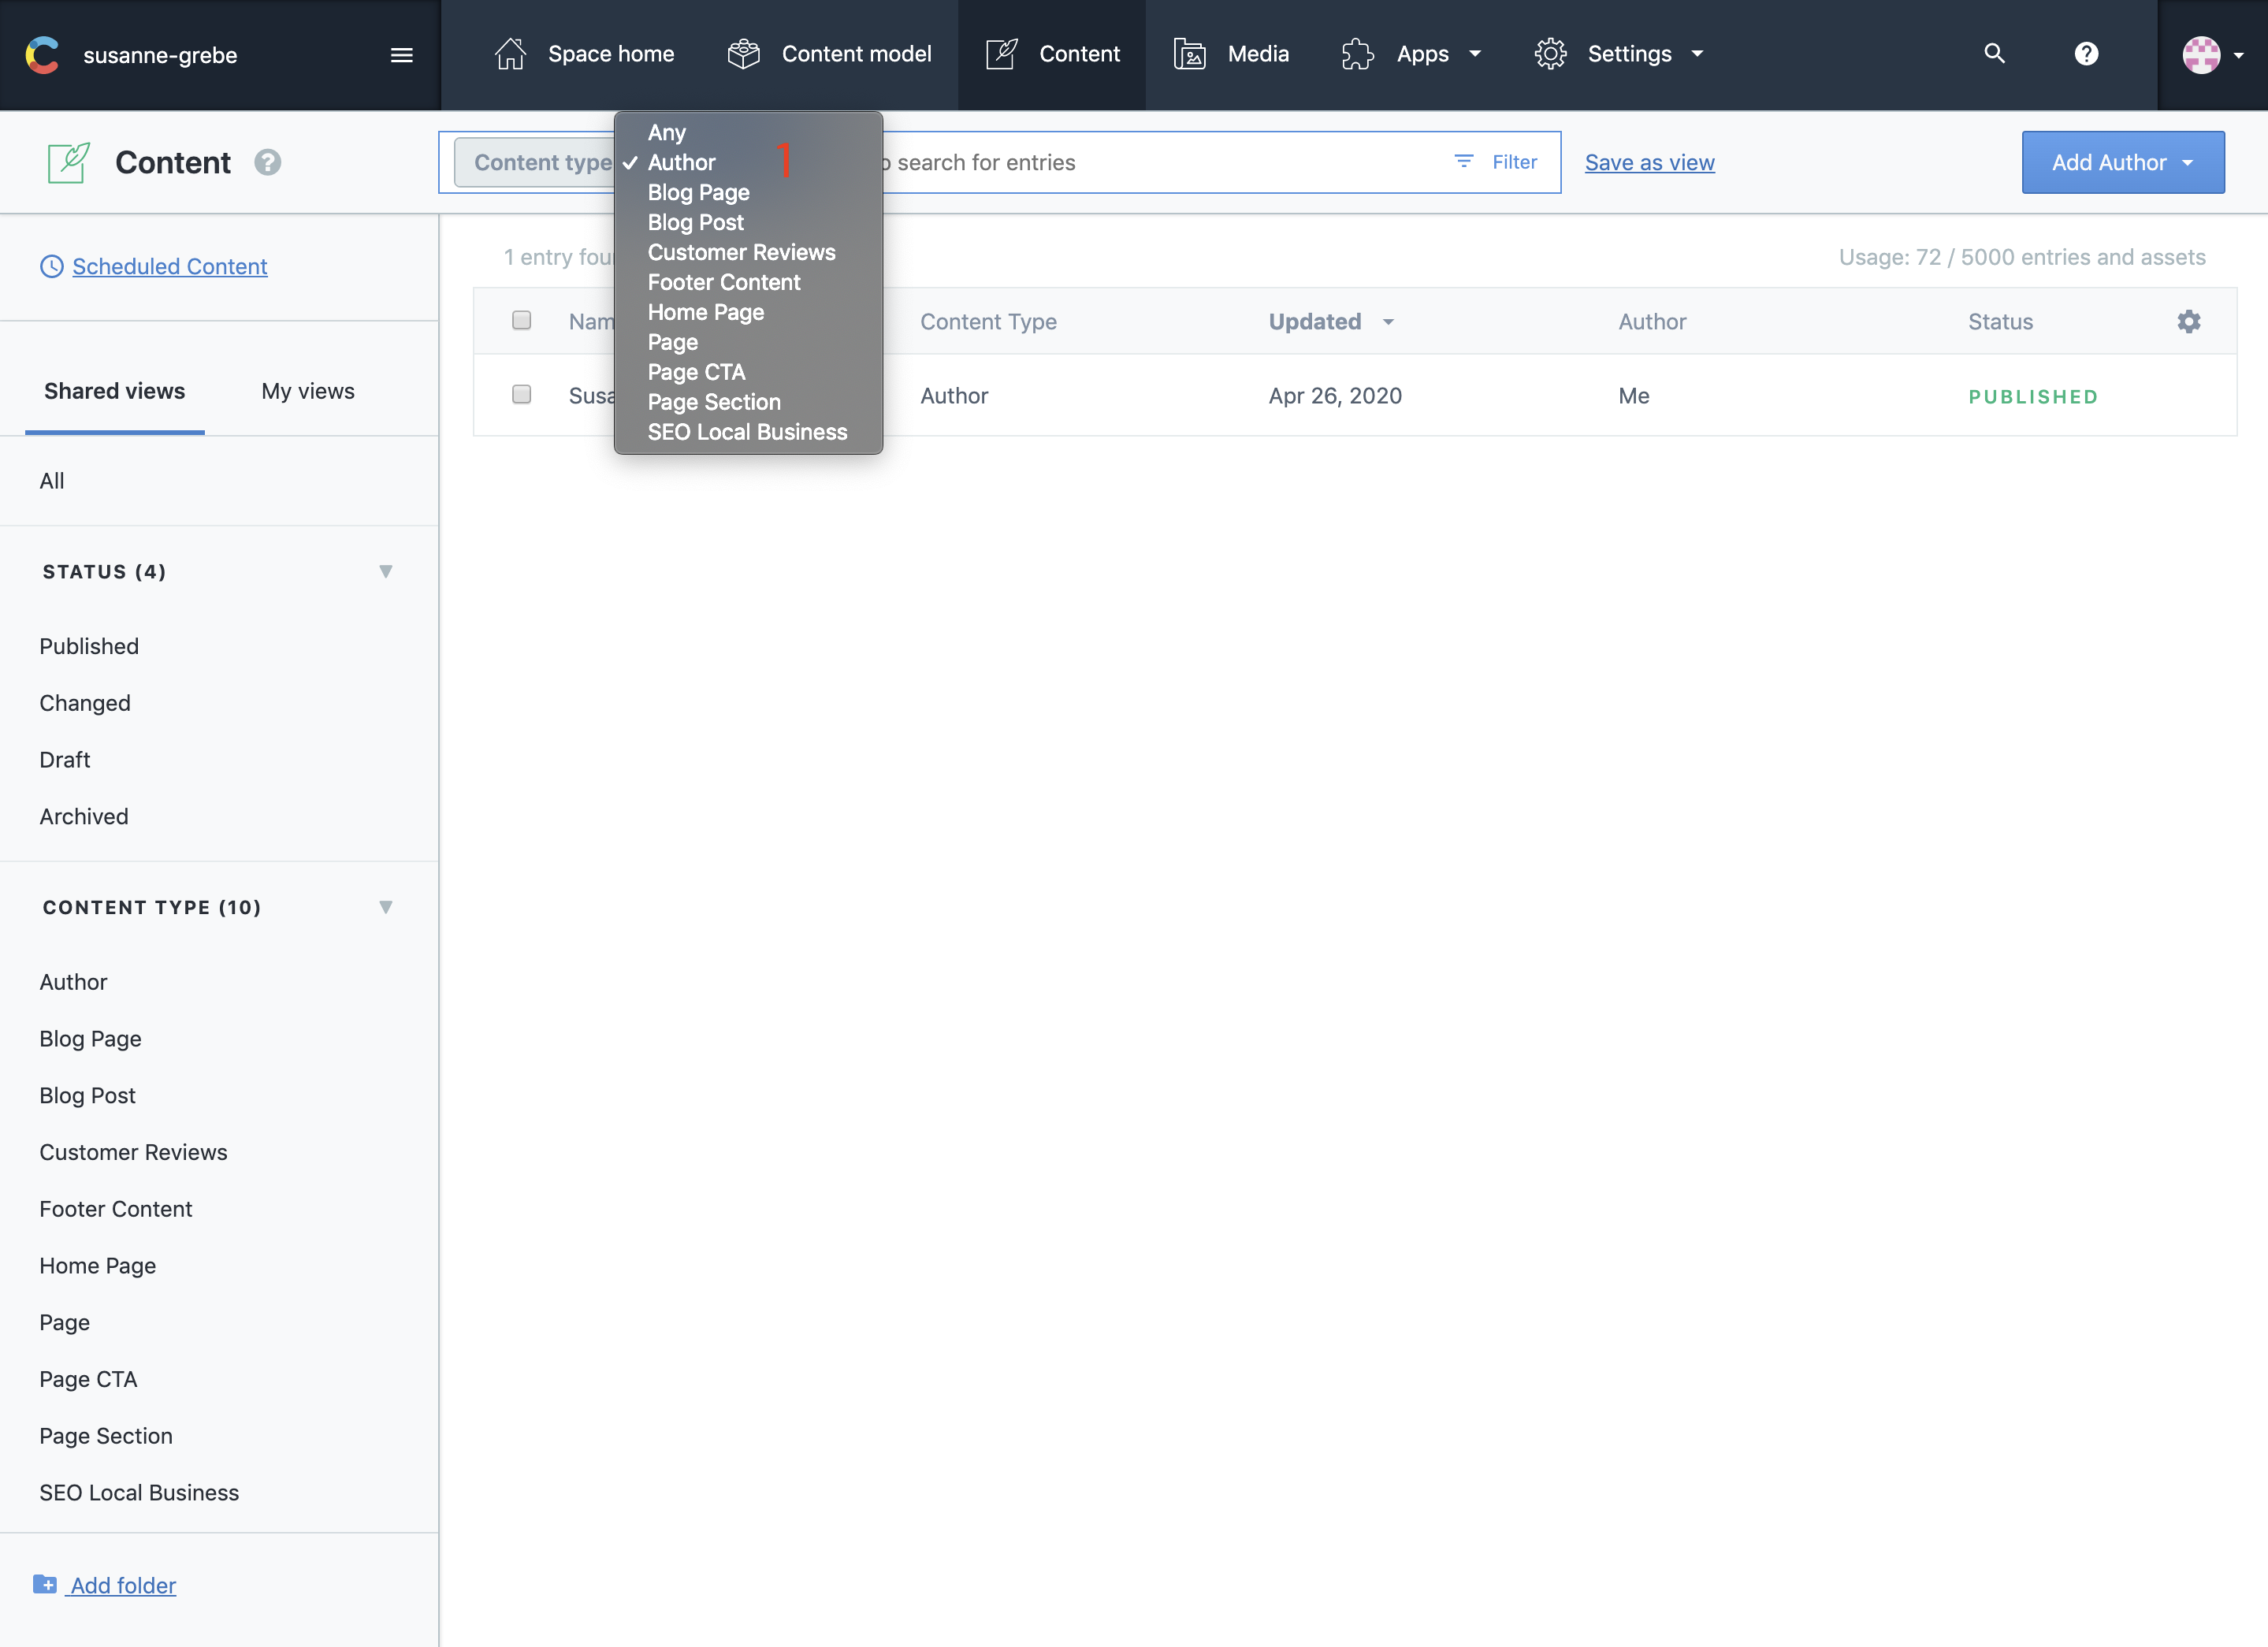 susanne-grebe
Space home
Content model
Content
Media
Apps
Settings
Content
Content type
search for entries
Filter
Save as view
Add Author
Any
Author
1
Blog Page
Blog Post
Customer Reviews
Footer Content
Home Page
Page
Page CTA
Page Section
SEO Local Business
Scheduled Content
1 entry
Usage: 72 / 5000 entries and assets
Content Type
Updated
Author
Status
Author
Apr 26, 2020
Me
PUBLISHED
Shared views
My views
All
STATUS (4)
Published
Changed
Draft
Archived
CONTENT TYPE (10)
Author
Blog Page
Blog Post
Customer Reviews
Footer Content
Home Page
Page
Page CTA
Page Section
SEO Local Business
Add folder